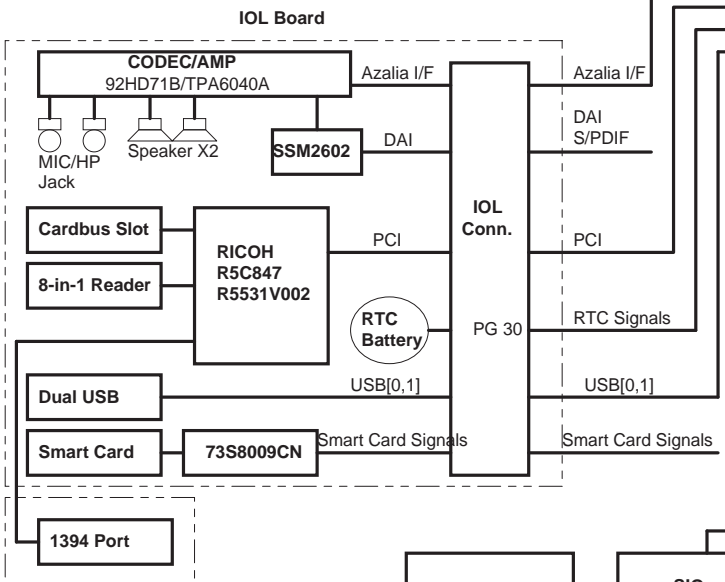 IOL Board
CODEC/AMP
92HD71B/TPA6040A
Azalia I/F
Azalia I/F
MIC/HP
Jack
Speaker X2
SSM2602
DAI
DAI
S/PDIF
IOL
Conn.
Cardbus Slot
8-in-1 Reader
RICOH
R5C847
R5531V002
PCI
PCI
RTC
Battery
PG 30
RTC Signals
Dual USB
USB[0,1]
USB[0,1]
Smart Card
73S8009CN
Smart Card Signals
Smart Card Signals
1394 Port